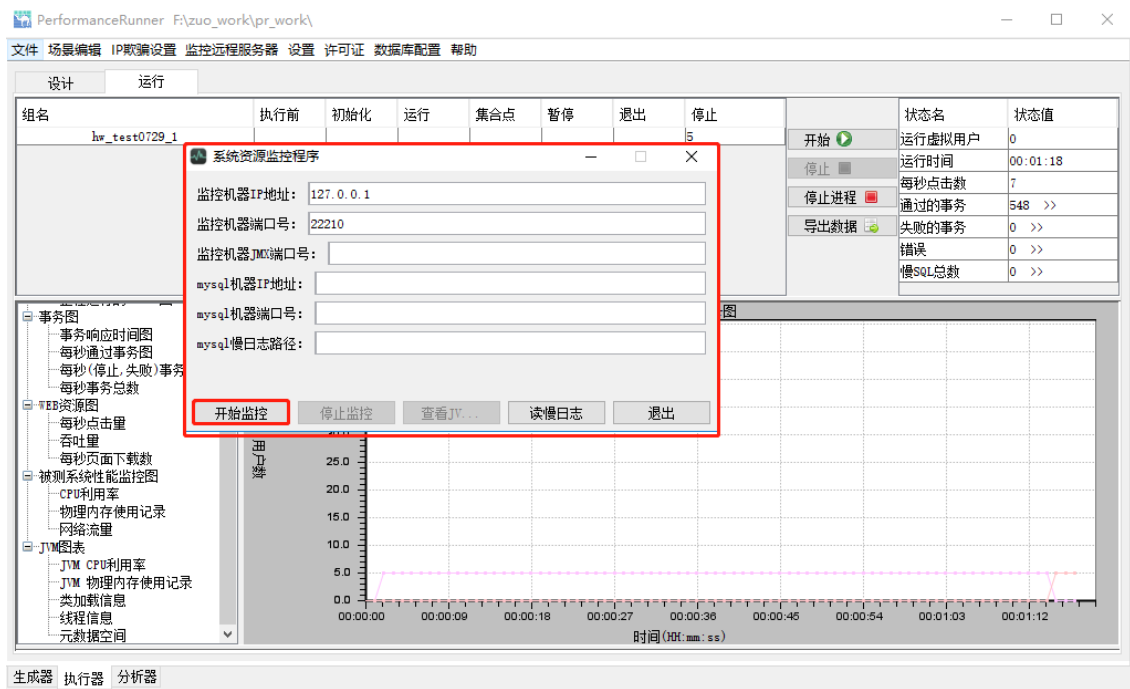 PerformanceRunner F:\zuo_work\pr_work\
文件 场景编辑 IP欺骗设置 监控远程服务器 设置 许可证 数据库配置 帮助
设计 运行
组名 执行前 初始化 运行 集合点 暂停 退出 停止
hw_test0729_1 5
开始
停止
停止进程
导出数据
状态名 状态值
运行虚拟用户 0
运行时间 00:01:18
每秒点击数 7
通过的事务 548 >>
失败的事务 0 >>
错误 0 >>
慢SQL总数 0 >>
系统资源监控程序
监控机器IP地址: 127.0.0.1
监控机器端口号: 22210
监控机器JMX端口号:
mysql机器IP地址:
mysql机器端口号:
mysql慢日志路径:
开始监控 停止监控 查看JV... 读慢日志 退出
事务图
事务响应时间图
每秒通过事务图
每秒(停止,失败)事务
每秒事务总数
WEB资源图
每秒点击量
吞吐量
每秒页面下载数
被测系统性能监控图
CPU利用率
物理内存使用记录
网络流量
JVM图表
JVM CPU利用率
JVM 物理内存使用记录
类加载信息
线程信息
元数据空间
图
用户数
25.0
20.0
15.0
10.0
5.0
0.0
00:00:00 00:00:09 00:00:18 00:00:27 00:00:36 00:00:45 00:00:54 00:01:03 00:01:12
时间(HH:mm:ss)
生成器 执行器 分析器